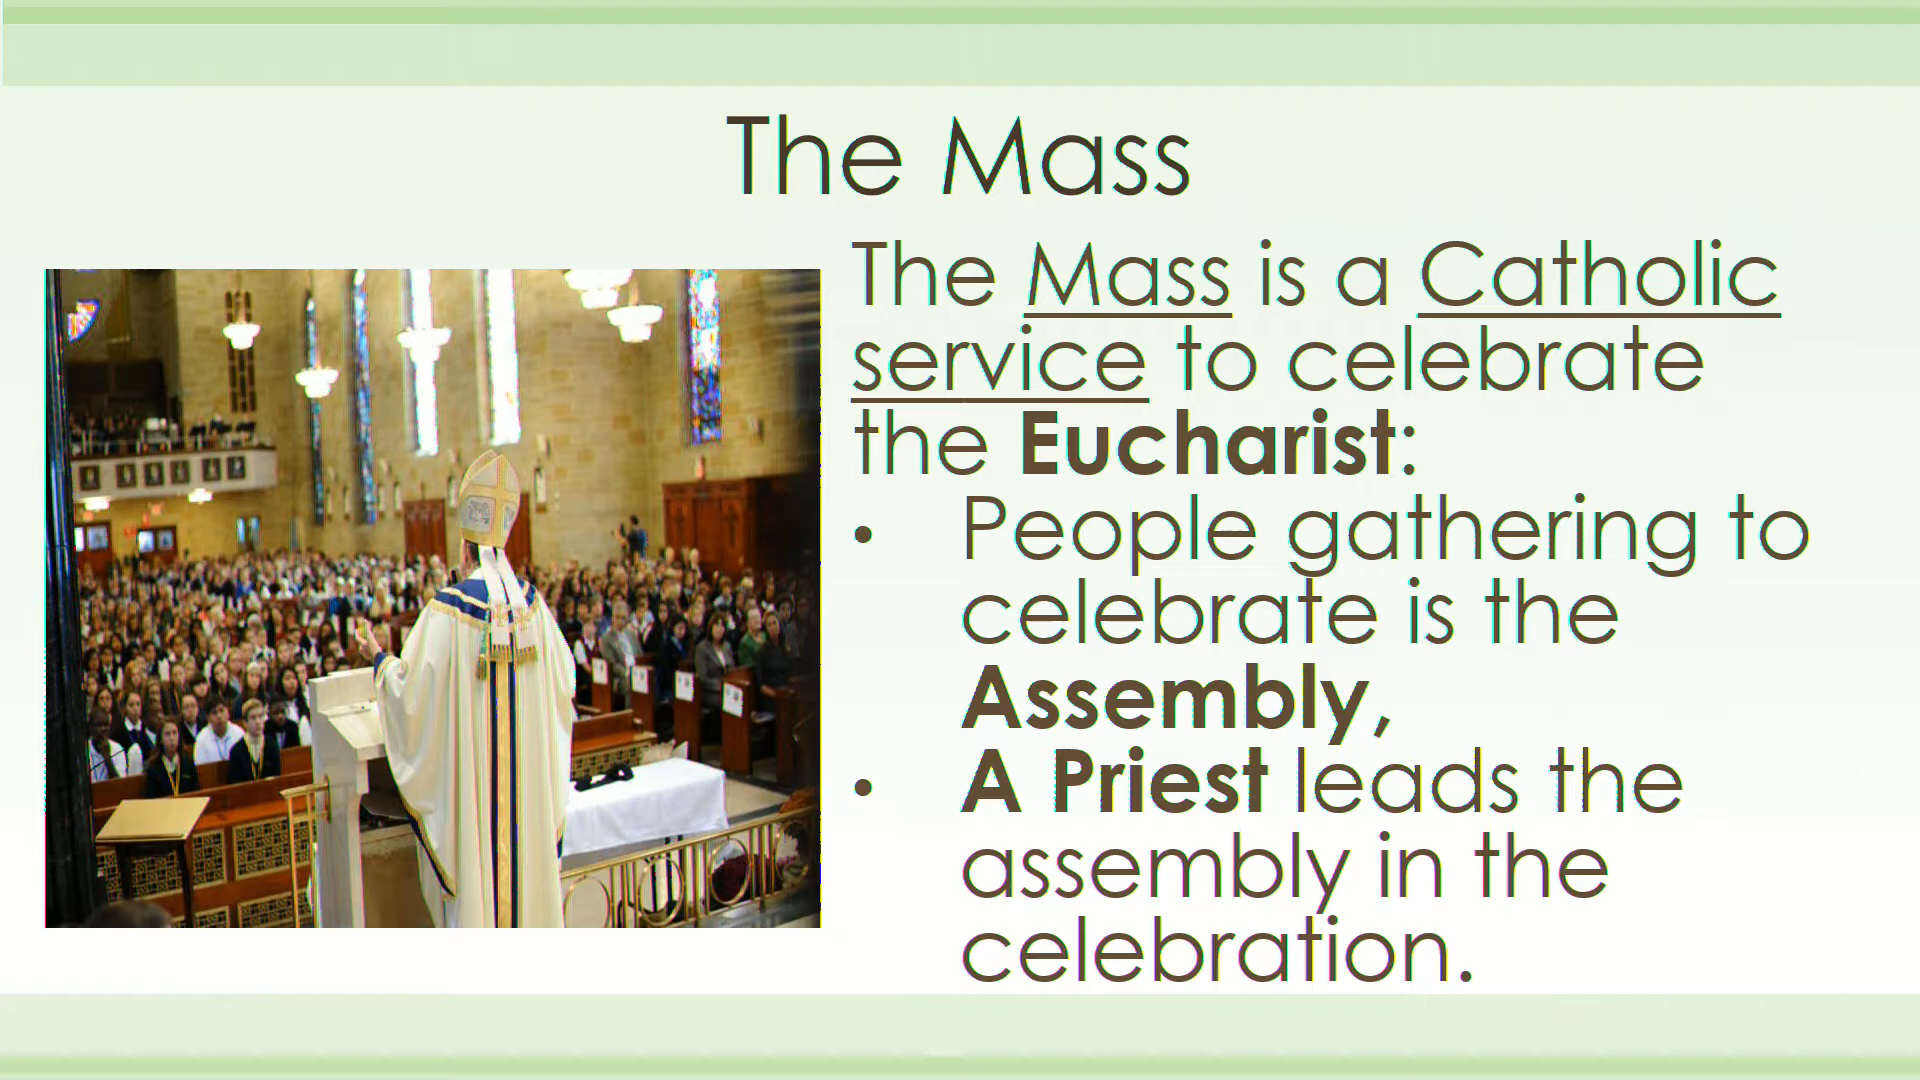 The Mass
The Mass is a Catholic
service to celebrate
the Eucharist:
• People gathering to
celebrate is the
Assembly,
• A Priest leads the
assembly in the
celebration.